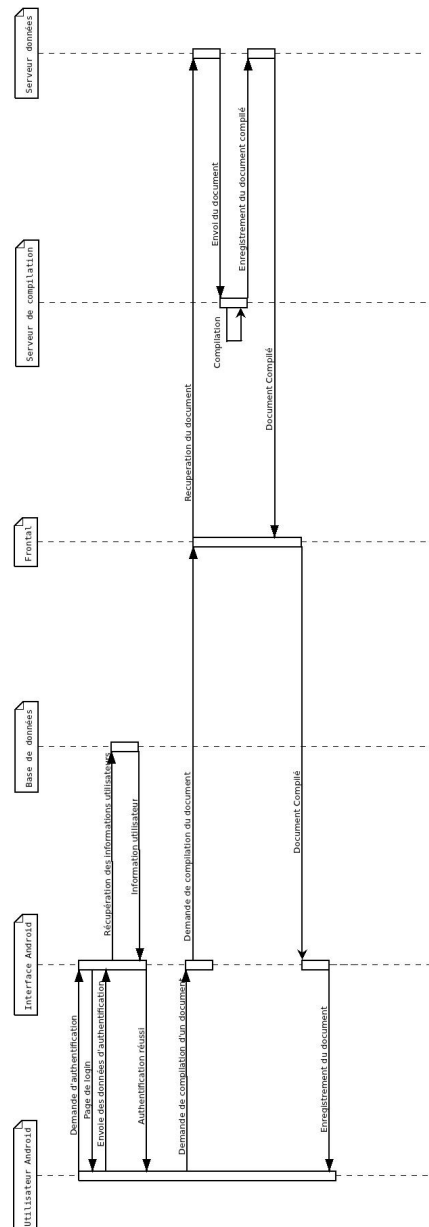 Utilisateur Android
Interface Android
Base de données
Frontal
Serveur de compilation
Serveur données
Demande d'authentification
Page de login
Envoie des données d'authentification
Récupération des informations utilisateurs
Information utilisateur
Authentification réussi
Demande de compilation d'un document
Demande de compilation du document
Recuperation du document
Envoi du document
Compilation
Enregistrement du document compilé
Document Compilé
Document Compilé
Enregistrement du document